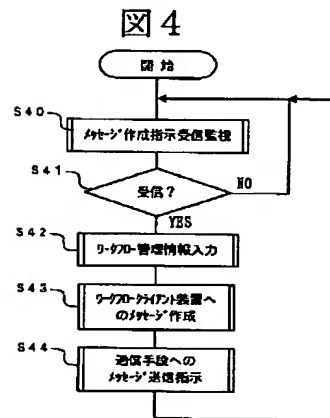 図4
開始
S40
メッセージ作成指示受信監視
S41
受信?
NO
YES
S42
ワークフロー管理情報入力
S43
ワークフロークライアント装置へ
のメッセージ作成
S44
通信手段への
メッセージ送信指示